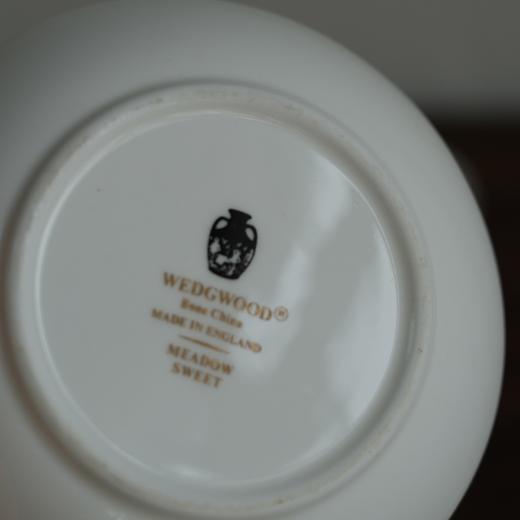 WEDGWOOD®
Bone China
MADE IN ENGLAND
MEADOW
SWEET